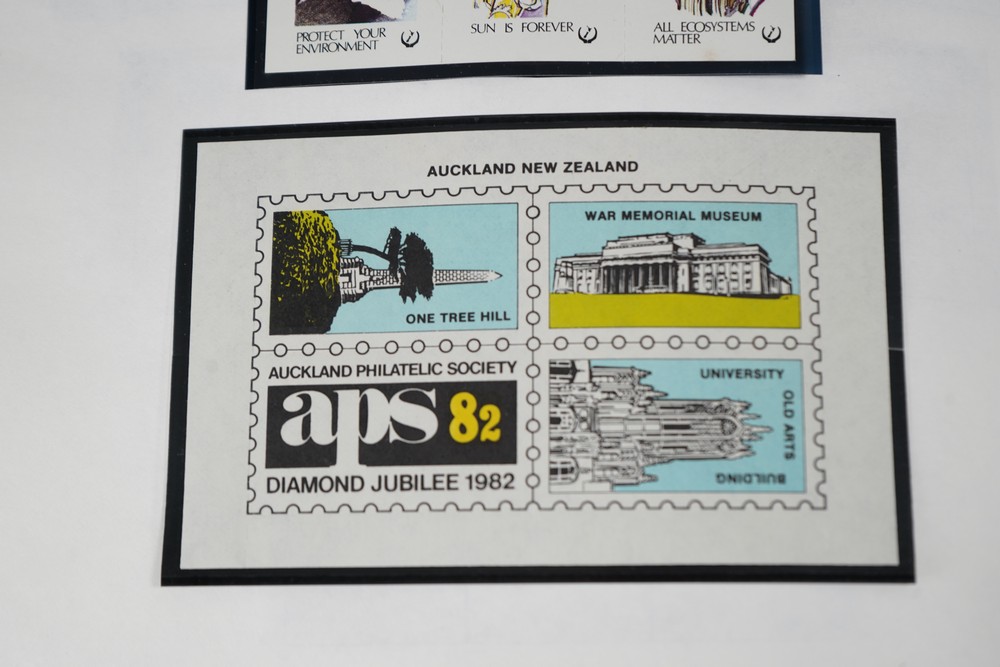 PROTECT YOUR
ENVIRONMENT
SUN IS FOREVER
ALL ECOSYSTEMS
MATTER
AUCKLAND NEW ZEALAND
ONE TREE HILL
WAR MEMORIAL MUSEUM
AUCKLAND PHILATELIC SOCIETY
aps 82
DIAMOND JUBILEE 1982
UNIVERSITY
OLD ARTS
BUILDING